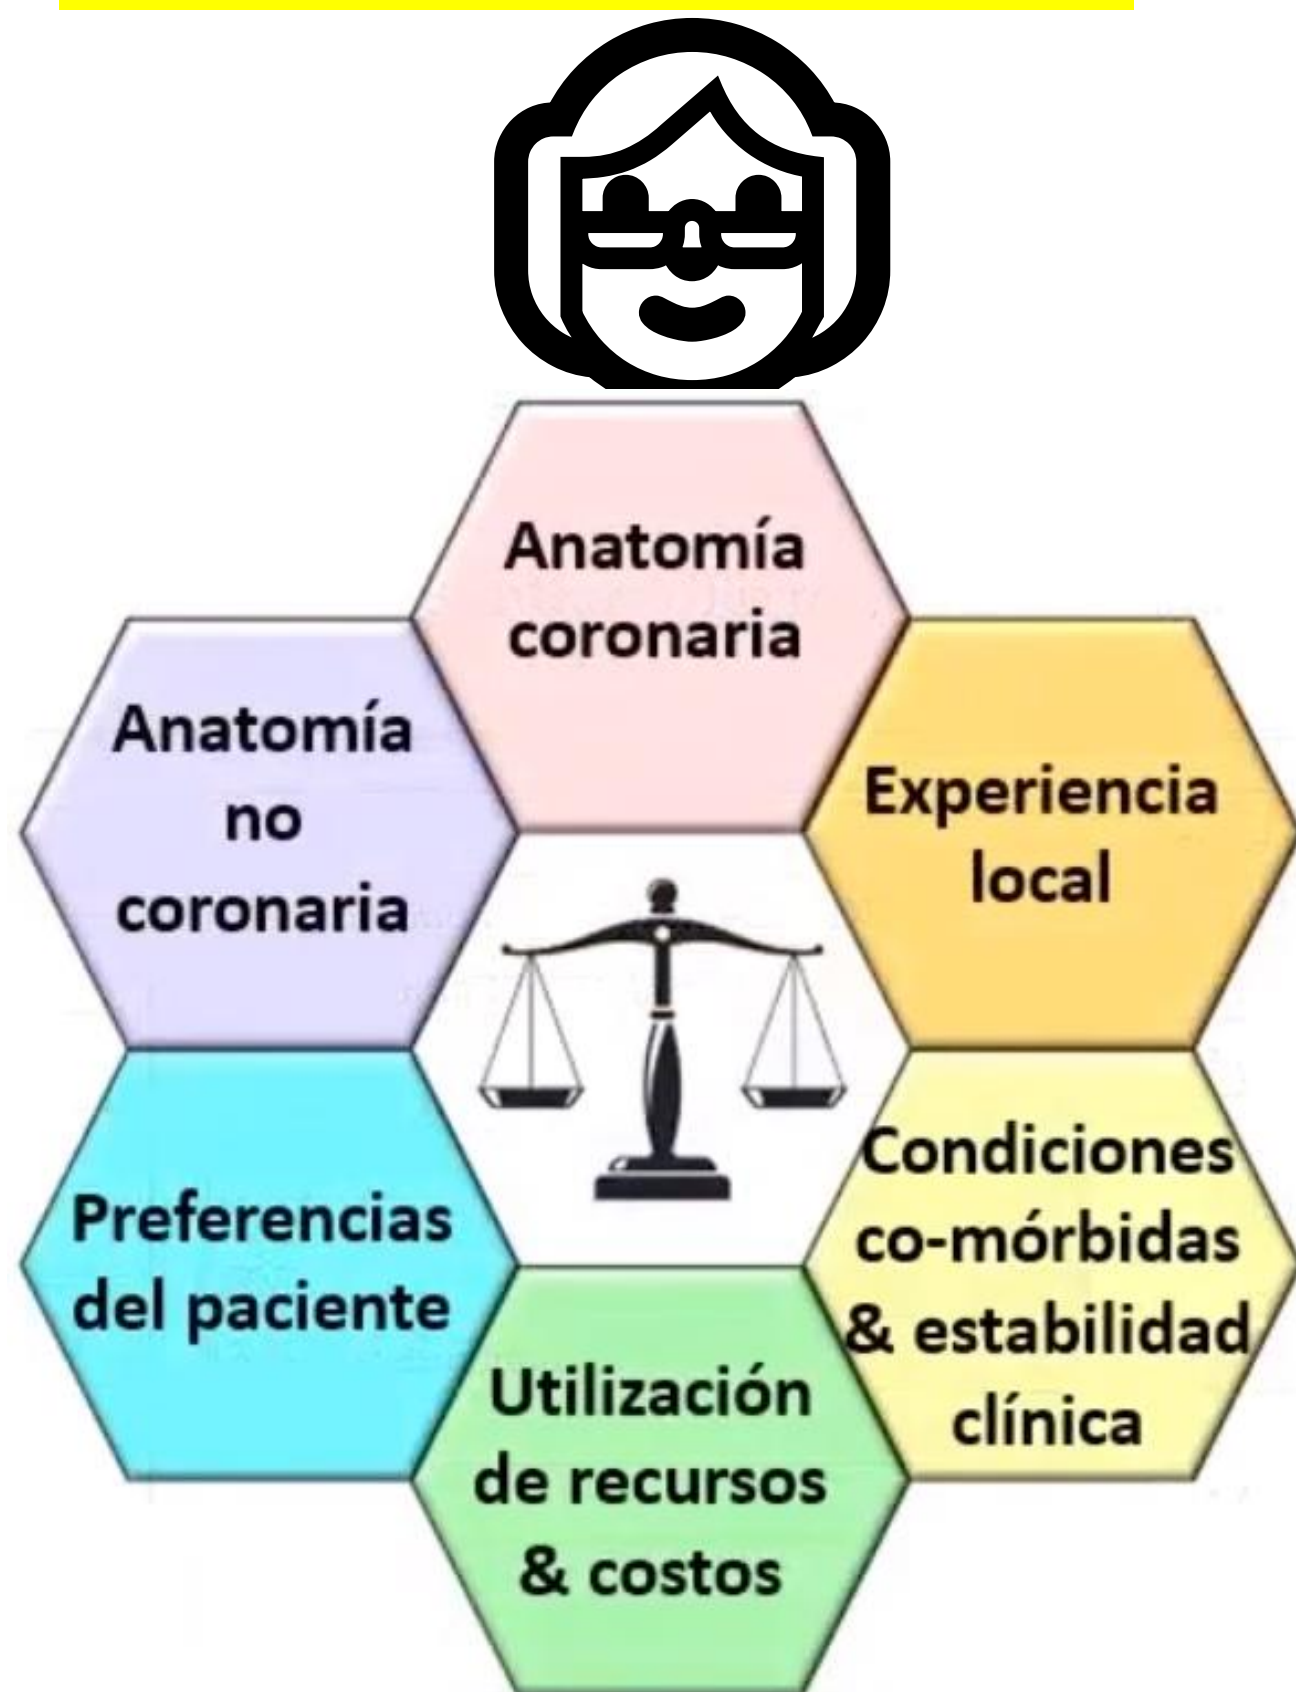 Anatomía
coronaria
Anatomía
no
coronaria
Experiencia
local
Preferencias
del paciente
Condiciones
co-mórbidas
& estabilidad
clínica
Utilización
de recursos
& costos